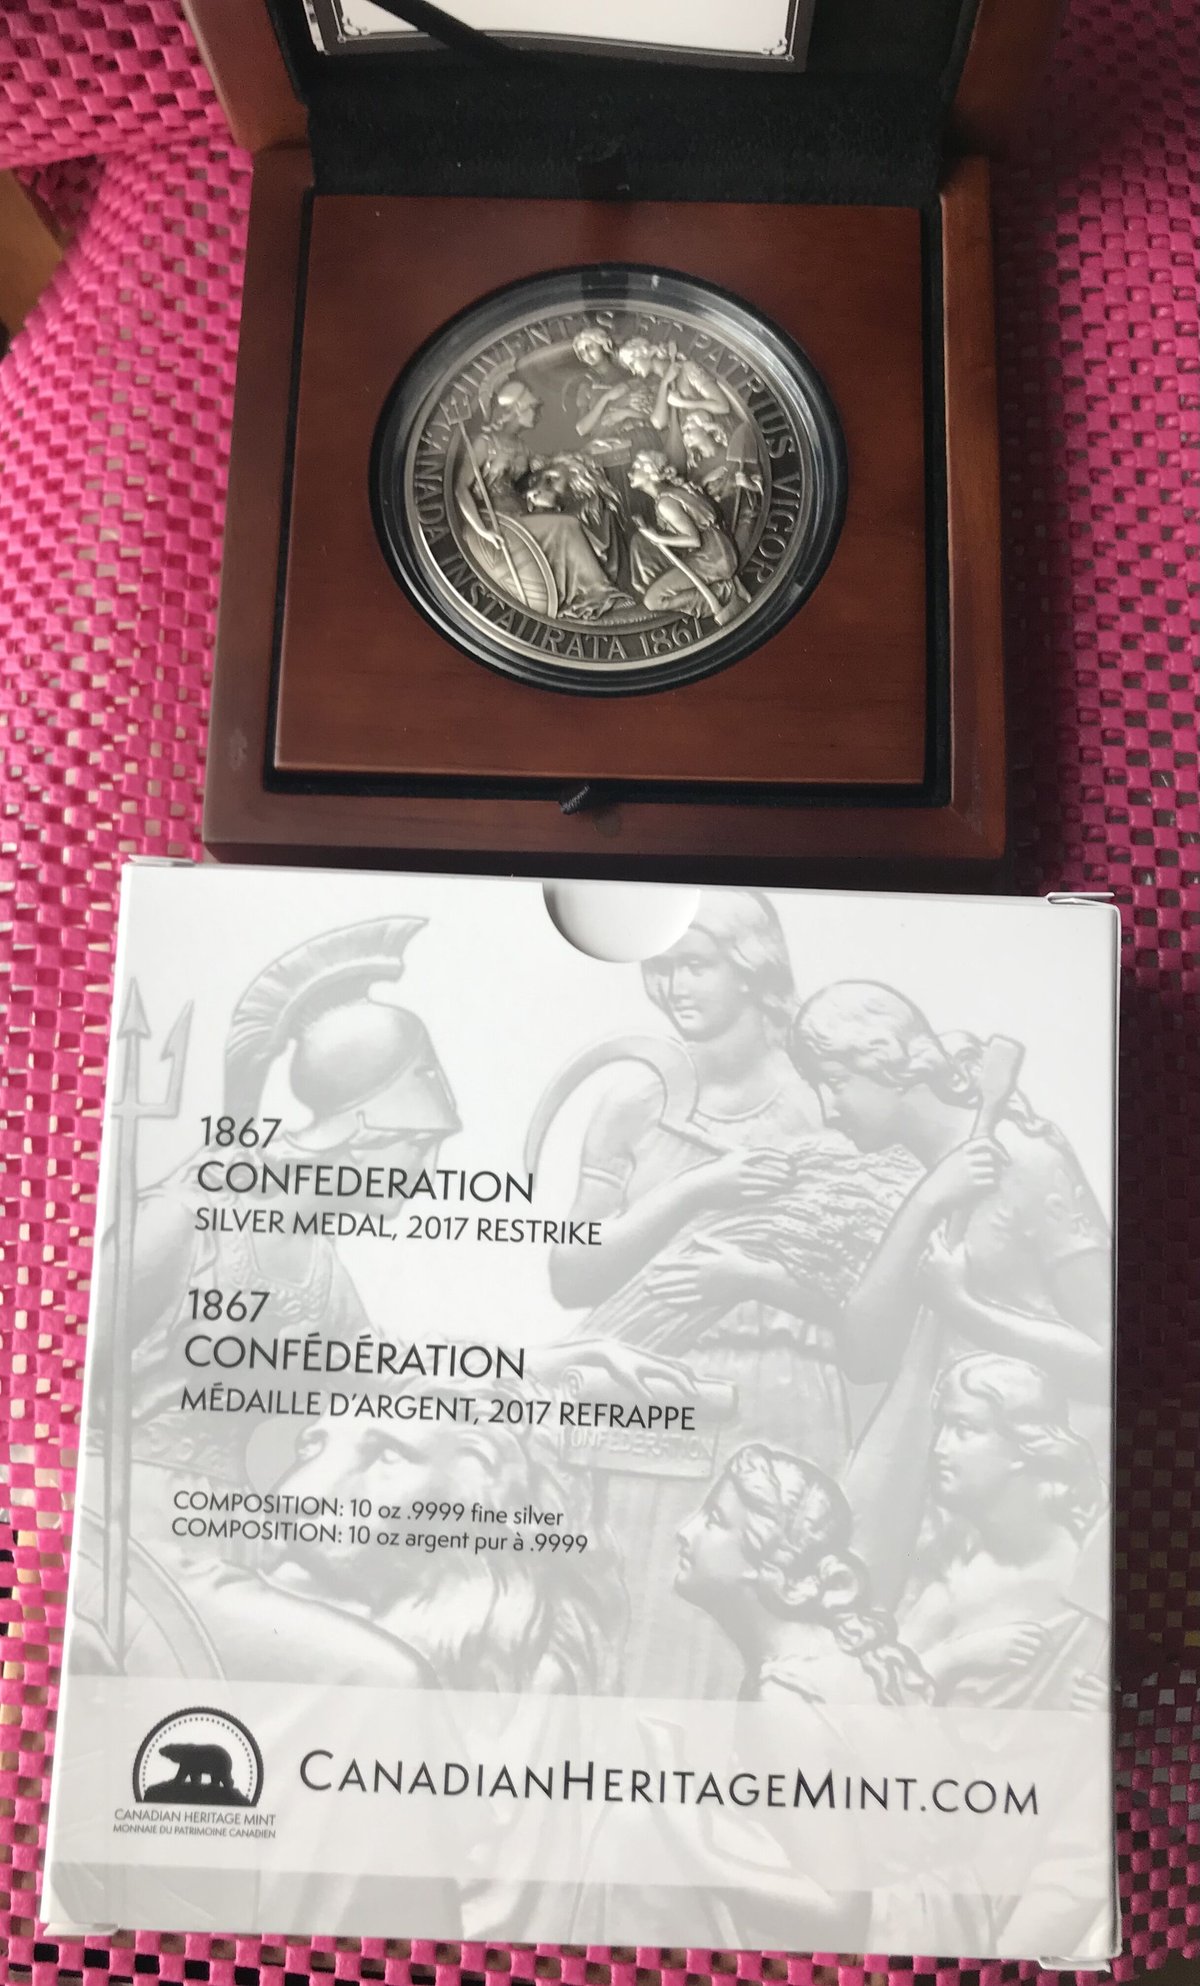 JUVENTAS ET PATRIUS VIGOR
CANADA INSTAURATA 1867
1867
CONFEDERATION
SILVER MEDAL, 2017 RESTRIKE
1867
CONFÉDÉRATION
MÉDAILLE D'ARGENT, 2017 REFRAPPE
CONFEDERATION
COMPOSITION: 10 oz .9999 fine silver
COMPOSITION: 10 oz argent pur à .9999
CANADIAN HERITAGE MINT
MONNAIE DU PATRIMOINE CANADIEN
CANADIANHERITAGEMINT.COM